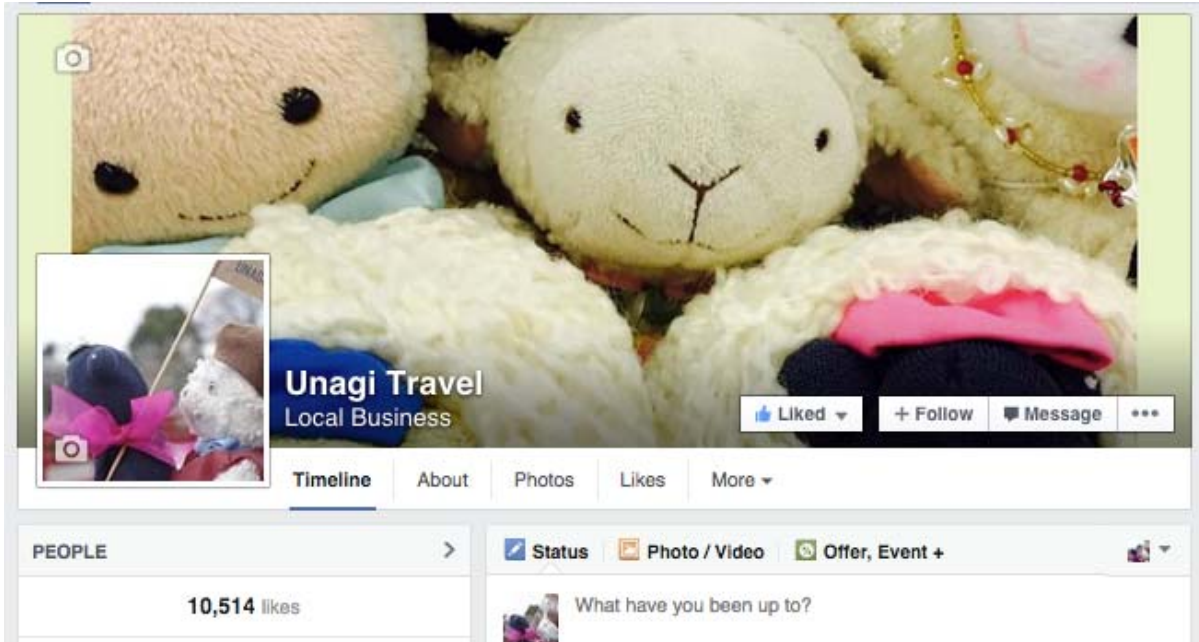 UNAG
Unagi Travel
Local Business
Liked
+ Follow
Message
Timeline
About
Photos
Likes
More
PEOPLE
10,514 likes
Status
Photo / Video
Offer, Event +
What have you been up to?